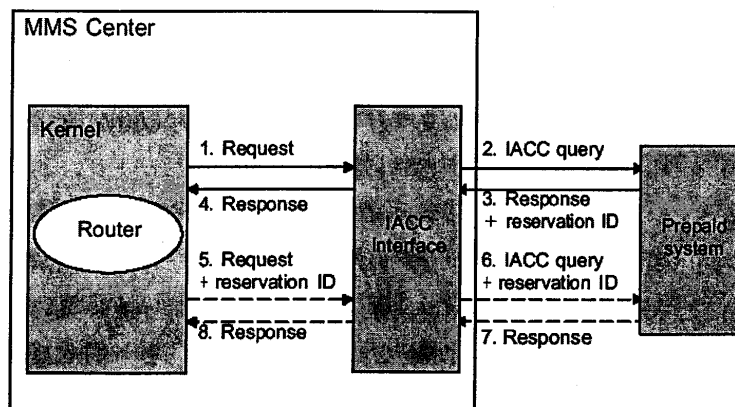 MMS Center
Kernel
Router
1. Request
4. Response
5. Request
+ reservation ID
8. Response
IACC
Interface
2. IACC query
3. Response
+ reservation ID
6. IACC query
+ reservation ID
7. Response
Prepaid
system